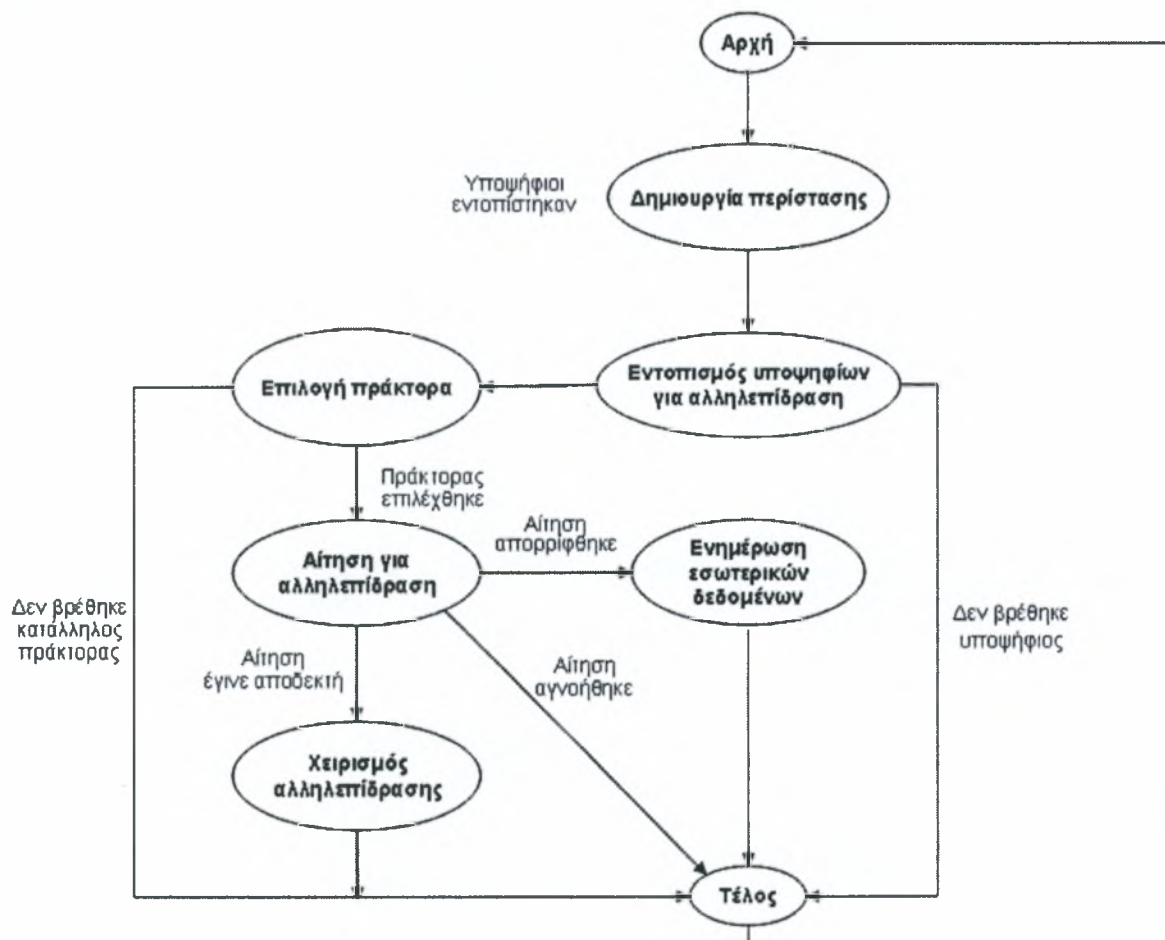 Αρχή
Υποψήφιοι
εντοπίστηκαν
Δημιουργία περίστασης
Επιλογή πράκτορα
Εντοπισμός υποψηφίων
για αλληλεπίδραση
Πράκτορας
επιλέχθηκε
Αίτηση για
αλληλεπίδραση
Αίτηση
απορρίφθηκε
Ενημέρωση
εσωτερικών
δεδομένων
Δεν βρέθηκε
κατάλληλος
πράκτορας
Δεν βρέθηκε
υποψήφιος
Αίτηση
έγινε αποδεκτή
Αίτηση
αγνοήθηκε
Χειρισμός
αλληλεπίδρασης
Τέλος